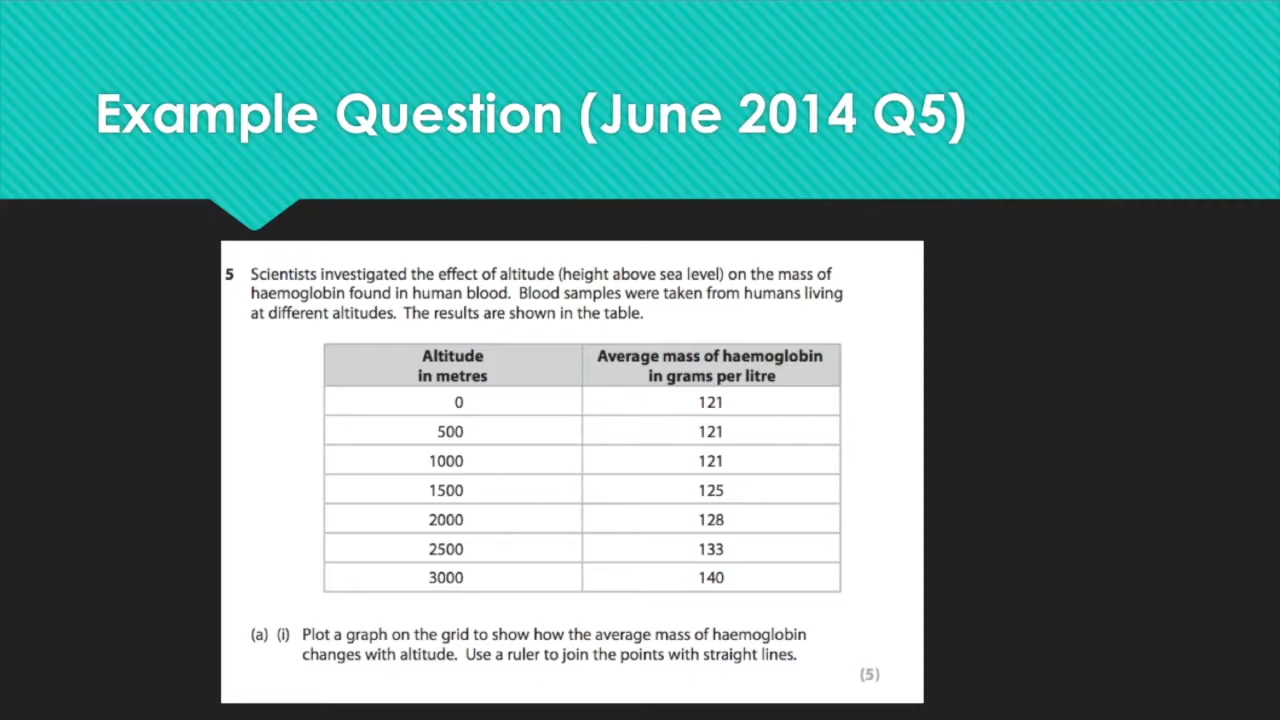 Example Question (June 2014 Q5)
5 Scientists investigated the effect of altitude (height above sea level) on the mass of
haemoglobin found in human blood. Blood samples were taken from humans living
at different altitudes. The results are shown in the table.
Altitude Average mass of haemoglobin
in metres in grams per litre
0 121
500 121
1000 121
1500 125
2000 128
2500 133
3000 140
(a) (i) Plot a graph on the grid to show how the average mass of haemoglobin
changes with altitude. Use a ruler to join the points with straight lines.
(5)